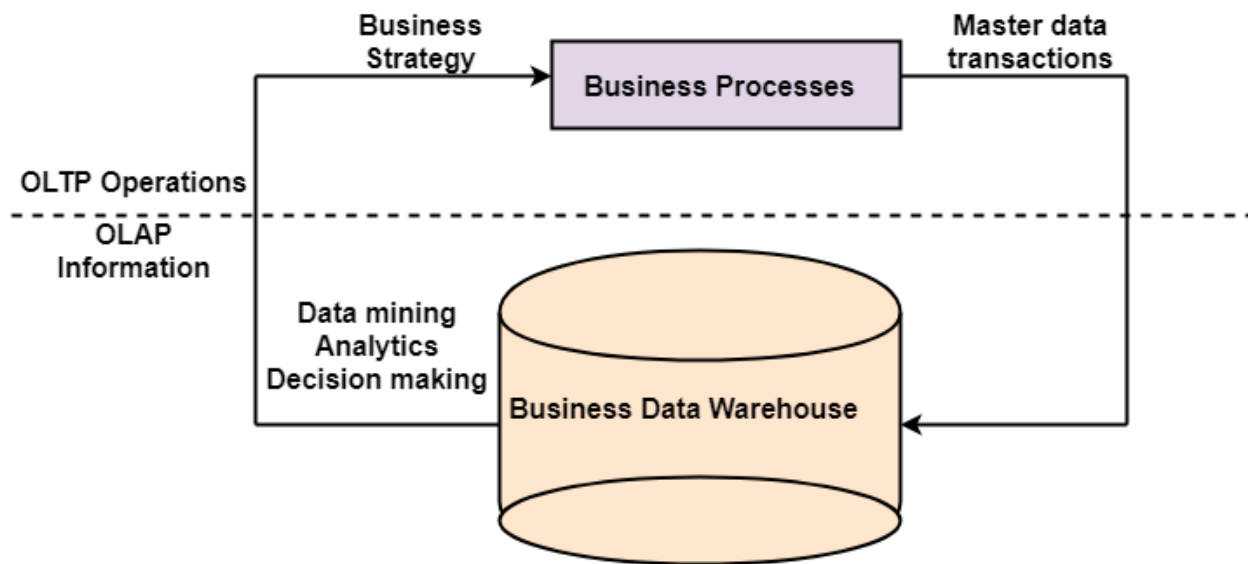 Business
Strategy
Business Processes
Master data
transactions
OLTP Operations
OLAP
Information
Data mining
Analytics
Decision making
Business Data Warehouse